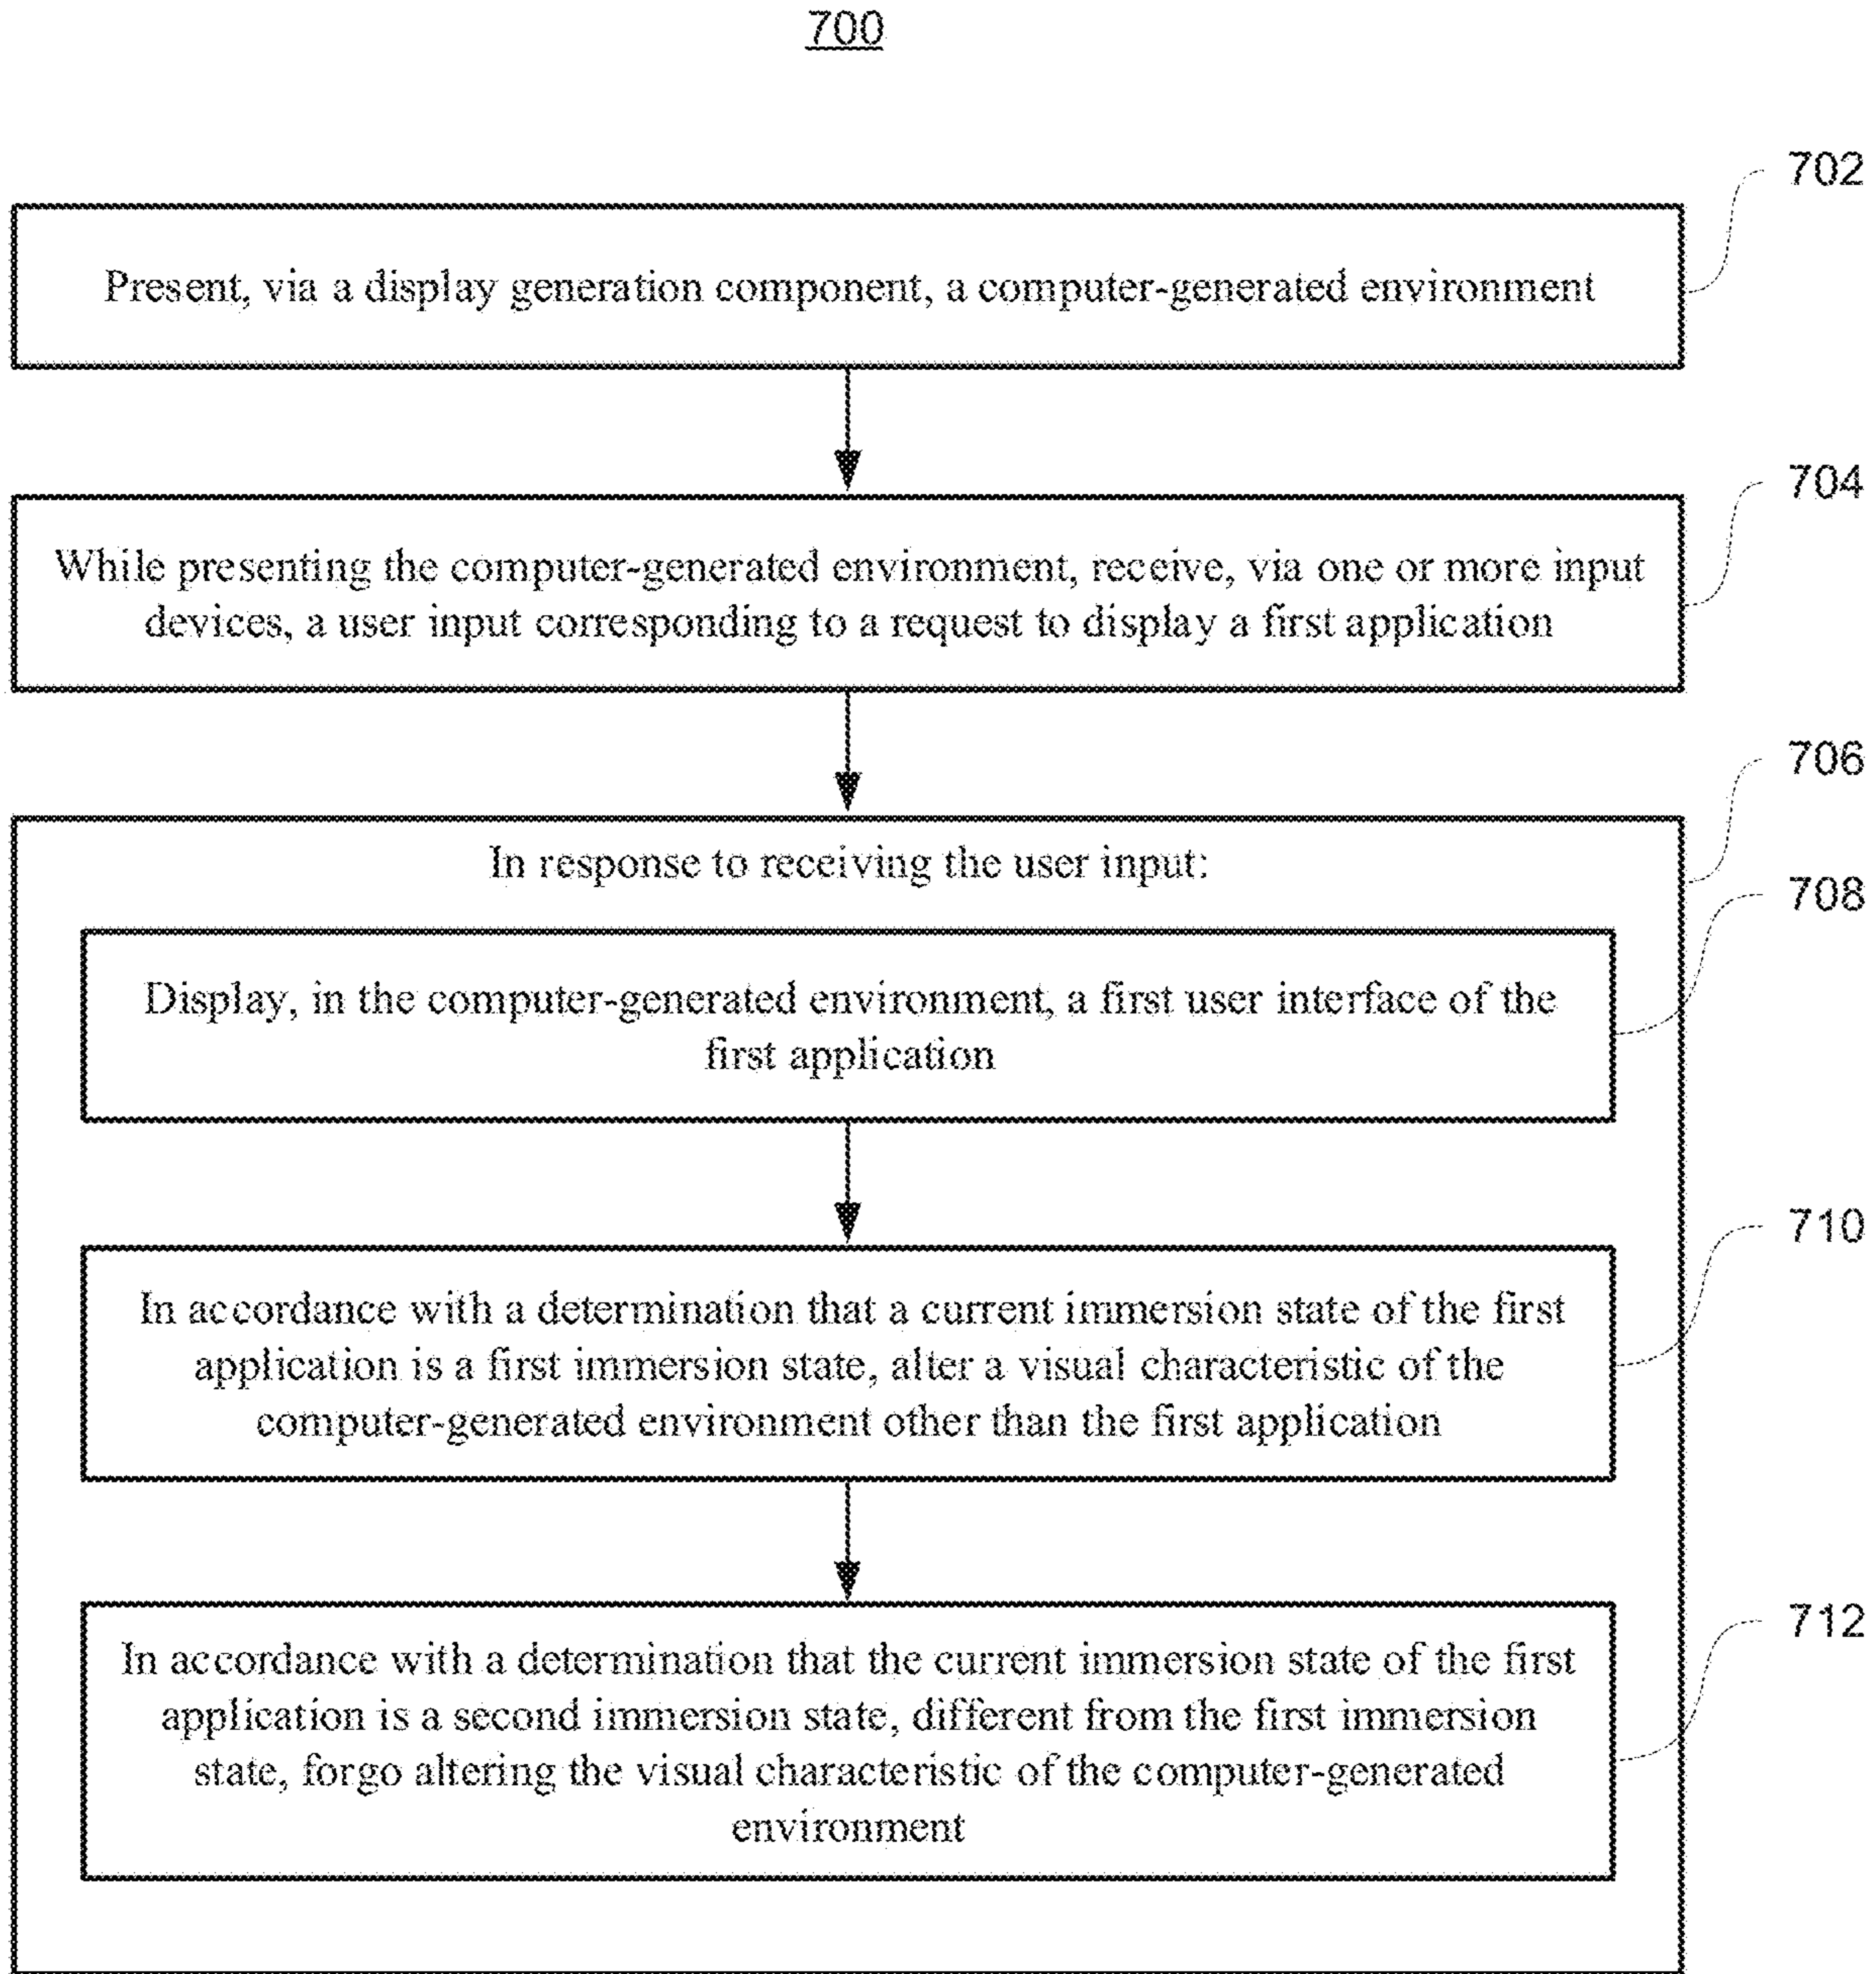 700
702
Present, via a display generation component, a computer-generated environment
704
While presenting the computer-generated environment, receive, via one or more input
devices, a user input corresponding to a request to display a first application
706
In response to receiving the user input:
708
Display, in the computer-generated environment, a first user interface of the
first application
710
In accordance with a determination that a current immersion state of the first
application is a first immersion state, alter a visual characteristic of the
computer-generated environment other than the first application
712
In accordance with a determination that the current immersion state of the first
application is a second immersion state, different from the first immersion
state, forgo altering the visual characteristic of the computer-generated
environment